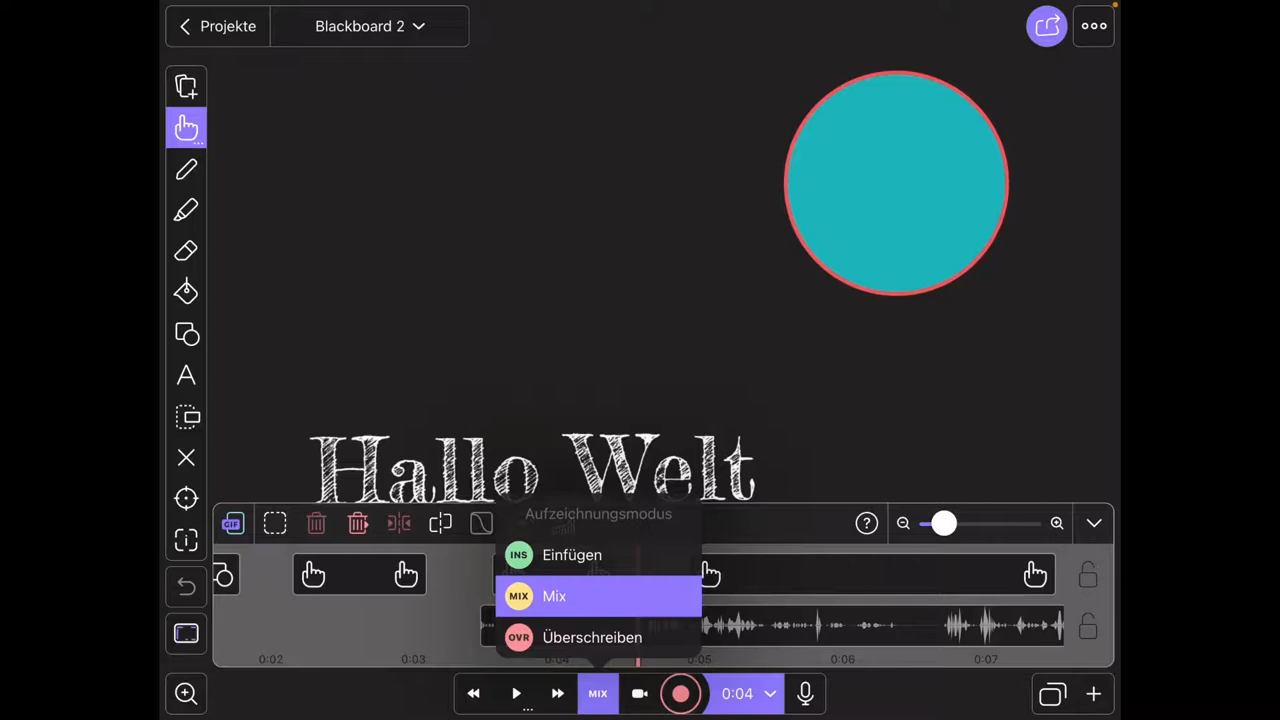 Projekte
Blackboard 2
Hallo Welt
GIF
Aufzeichnungsmodus
INS Einfügen
MIX Mix
OVR Überschreiben
0:02 0:03 0:04 0:05 0:06 0:07
MIX
0:04